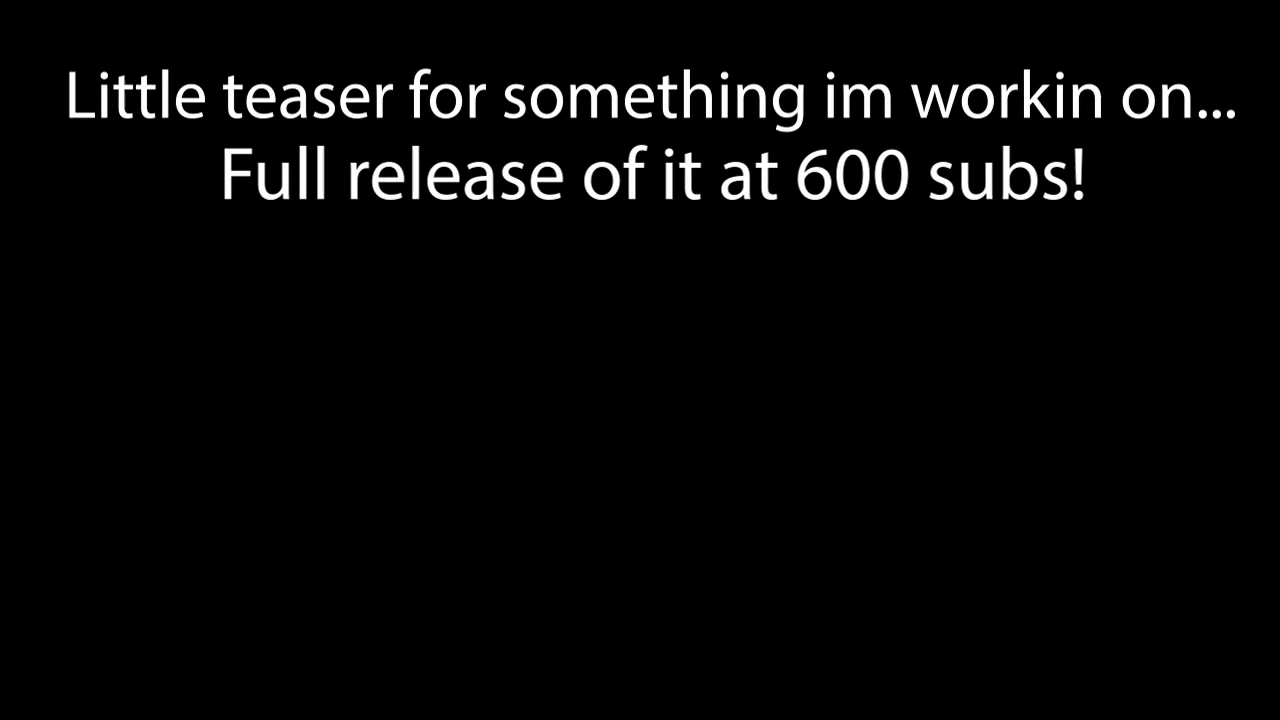 Little teaser for something im workin on...
Full release of it at 600 subs!